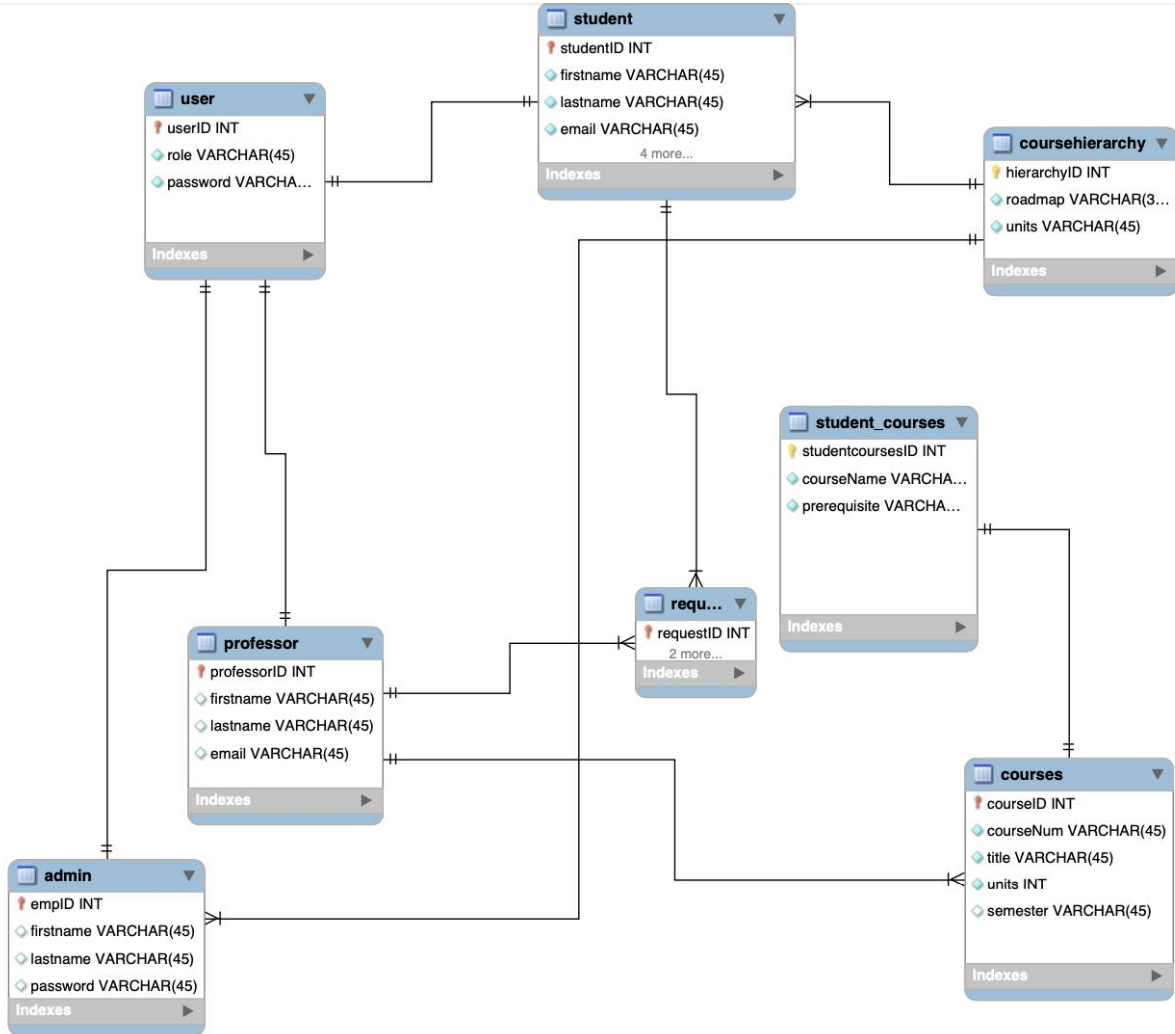 student
studentID INT
firstname VARCHAR(45)
lastname VARCHAR(45)
email VARCHAR(45)
4 more...
Indexes
user
userID INT
role VARCHAR(45)
password VARCHA...
Indexes
coursehierarchy
hierarchyID INT
roadmap VARCHAR(3...
units VARCHAR(45)
Indexes
student_courses
studentcoursesID INT
courseName VARCHA...
prerequisite VARCHA...
Indexes
requ...
requestID INT
2 more...
Indexes
professor
professorID INT
firstname VARCHAR(45)
lastname VARCHAR(45)
email VARCHAR(45)
Indexes
courses
courseID INT
courseNum VARCHAR(45)
title VARCHAR(45)
units INT
semester VARCHAR(45)
Indexes
admin
empID INT
firstname VARCHAR(45)
lastname VARCHAR(45)
password VARCHAR(45)
Indexes